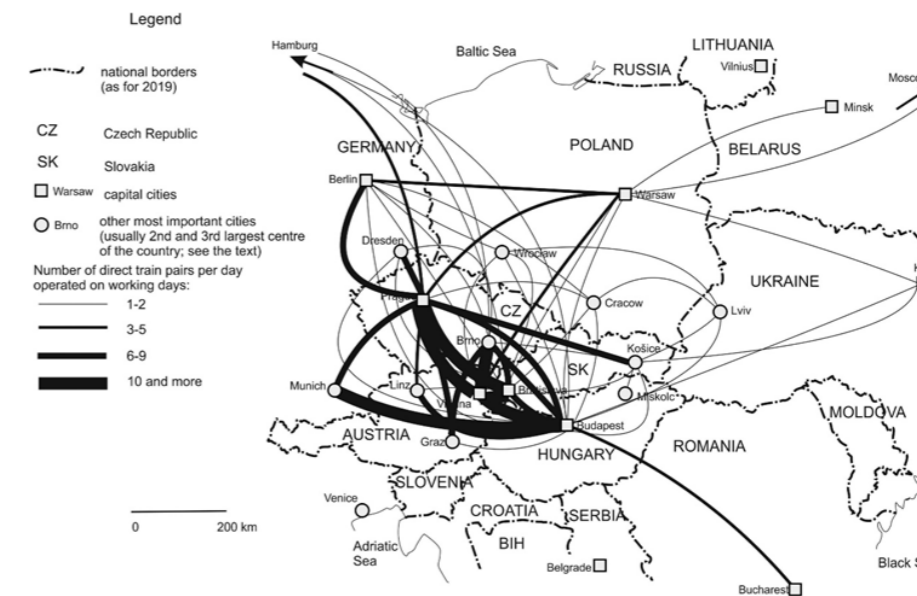 Legend
national borders
(as for 2019)
CZ Czech Republic
SK Slovakia
Warsaw capital cities
Brno other most important cities
(usually 2nd and 3rd largest centre
of the country; see the text)
Number of direct train pairs per day
operated on working days:
1-2
3-5
6-9
10 and more
0 200 km
Hamburg
Baltic Sea
LITHUANIA
Vilnius
RUSSIA
Minsk
GERMANY
POLAND
BELARUS
Berlin
Warsaw
Dresden
Wrocław
UKRAINE
CZ
Cracow
Lviv
Brno
Košice
SK
Munich
Linz
Miskolc
Budapest
MOLDOVA
AUSTRIA
Graz
HUNGARY
ROMANIA
SLOVENIA
Venice
CROATIA
SERBIA
Adriatic
Sea
BIH
Belgrade
Black
Bucharest